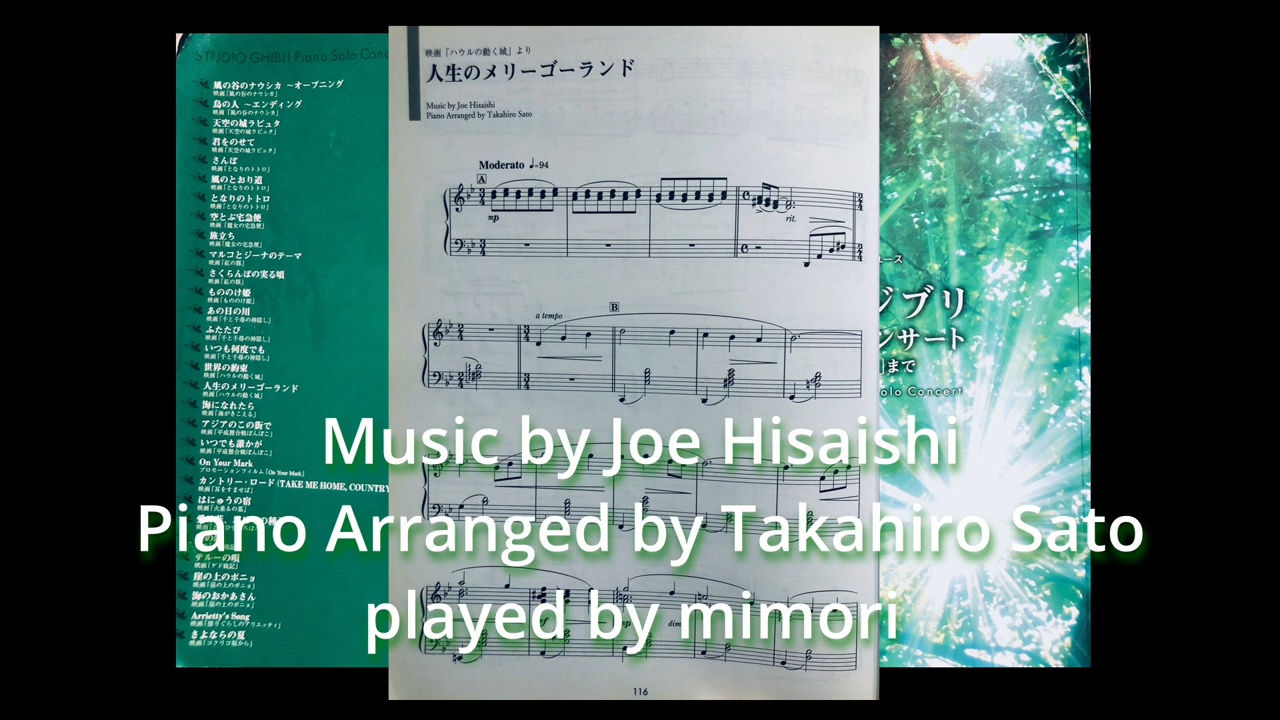 STUDIO GHIBLI Piano Solo Conc
風の谷のナウシカ 〜オープニング
映画「風の谷のナウシカ」
鳥の人 〜エンディング
映画「風の谷のナウシカ」
天空の城ラピュタ
映画「天空の城ラピュタ」
君をのせて
映画「天空の城ラピュタ」
さんぽ
映画「となりのトトロ」
風のとおり道
映画「となりのトトロ」
となりのトトロ
映画「となりのトトロ」
空とぶ宅急便
映画「魔女の宅急便」
旅立ち
映画「魔女の宅急便」
マルコとジーナのテーマ
映画「紅の豚」
さくらんぼの実る頃
映画「紅の豚」
もののけ姫
映画「もののけ姫」
あの日の川
映画「千と千尋の神隠し」
ふたたび
映画「千と千尋の神隠し」
いつも何度でも
映画「千と千尋の神隠し」
世界の約束
映画「ハウルの動く城」
人生のメリーゴーランド
映画「ハウルの動く城」
海になれたら
映画「海がきこえる」
アジアのこの街で
映画「平成狸合戦ぽんぽこ」
いつでも誰かが
映画「平成狸合戦ぽんぽこ」
On Your Mark
プロモーションフィルム「On Your Mark」
カントリー・ロード (TAKE ME HOME, COUNTRY
映画「耳をすませば」
はにゅうの宿
映画「火垂るの墓」
テルーの唄
映画「ゲド戦記」
崖の上のポニョ
映画「崖の上のポニョ」
海のおかあさん
映画「崖の上のポニョ」
Arrietty's Song
映画「借りぐらしのアリエッティ」
さよならの夏
映画「コクリコ坂から」
映画「ハウルの動く城」より
人生のメリーゴーランド
Music by Joe Hisaishi
Piano Arranged by Takahiro Sato
Moderato ♩=94
A
mp
rit.
a tempo
B
dim
116
ュース
ジブリ
ンサート
」まで
olo Concert
Music by Joe Hisaishi
Piano Arranged by Takahiro Sato
played by mimori